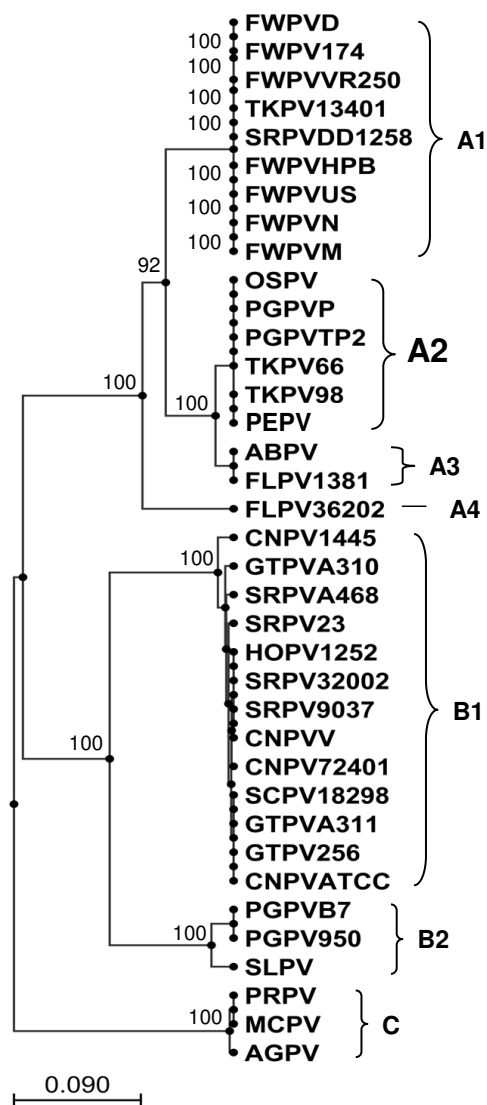 FWPVD
100
FWPV174
100
FWPVVR250
100
TKPV13401
100
SRPVDD1258
A1
100
FWPVHPB
100
FWPVUS
100
FWPVN
100
FWPVM
92
OSPV
PGPVP
PGPVTP2
A2
TKPV66
100
TKPV98
100
PEPV
ABPV
A3
FLPV1381
FLPV36202
A4
CNPV1445
100
GTPVA310
SRPVA468
SRPV23
HOPV1252
SRPV32002
SRPV9037
B1
CNPVV
100
CNPV72401
SCPV18298
GTPVA311
GTPV256
CNPVATCC
PGPVB7
100
PGPV950
B2
SLPV
PRPV
100
MCPV
C
AGPV
0.090